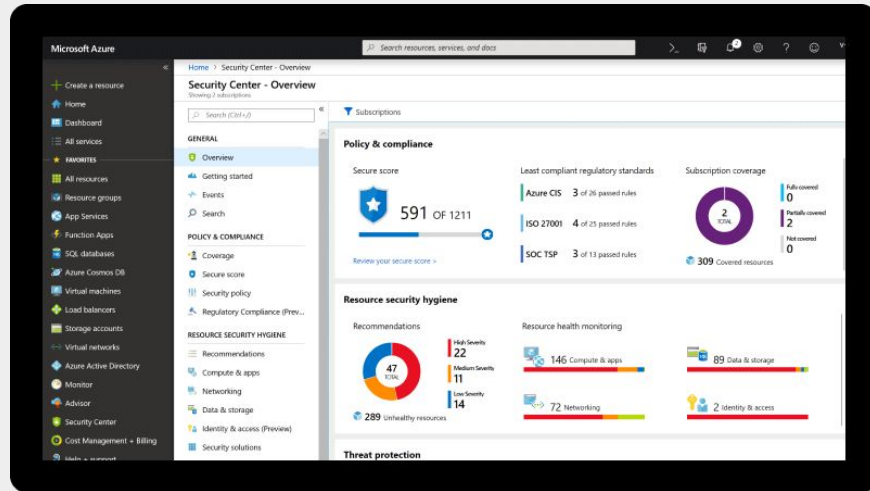 Microsoft Azure
Search resources, services, and docs
2
«
Create a resource
Home
Dashboard
All services
FAVORITES
All resources
Resource groups
App Services
Function Apps
SQL databases
Azure Cosmos DB
Virtual machines
Load balancers
Storage accounts
Virtual networks
Azure Active Directory
Monitor
Advisor
Security Center
Cost Management + Billing
Help + support
Home > Security Center - Overview
Security Center - Overview
Showing 2 subscriptions
Search (Ctrl+/)
«
GENERAL
Overview
Getting started
Events
Search
POLICY & COMPLIANCE
Coverage
Secure score
Security policy
Regulatory Compliance (Prev...
RESOURCE SECURITY HYGIENE
Recommendations
Compute & apps
Networking
Data & storage
Identity & access (Preview)
Security solutions
Subscriptions
Policy & compliance
Secure score
591 OF 1211
Review your secure score >
Least compliant regulatory standards
Azure CIS 3 of 26 passed rules
ISO 27001 4 of 25 passed rules
SOC TSP 3 of 13 passed rules
Subscription coverage
2
TOTAL
Fully covered
0
Partially covered
2
Not covered
0
309 Covered resources
Resource security hygiene
Recommendations
47
TOTAL
High Severity
22
Medium Severity
11
Low Severity
14
289 Unhealthy resources
Resource health monitoring
146 Compute & apps
89 Data & storage
72 Networking
2 Identity & access
Threat protection